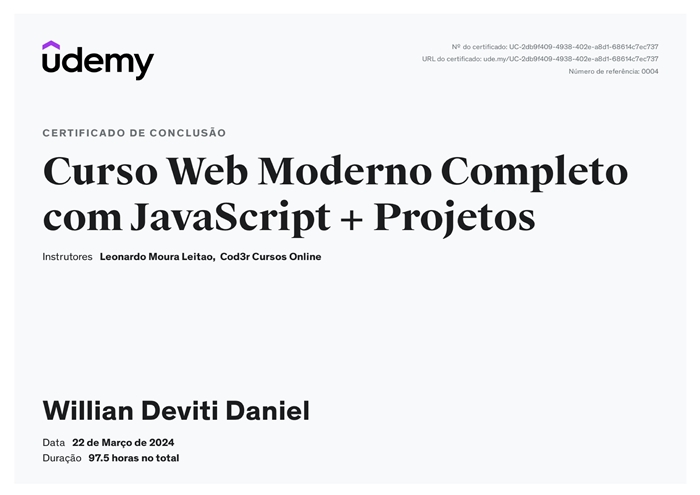 udemy
Nº do certificado: UC-2db9f409-4938-402e-a8d1-68614c7ec737
URL do certificado: ude.my/UC-2db9f409-4938-402e-a8d1-68614c7ec737
Número de referência: 0004
CERTIFICADO DE CONCLUSÃO
Curso Web Moderno Completo
com JavaScript + Projetos
Instrutores Leonardo Moura Leitao, Cod3r Cursos Online
Willian Deviti Daniel
Data 22 de Março de 2024
Duração 97.5 horas no total